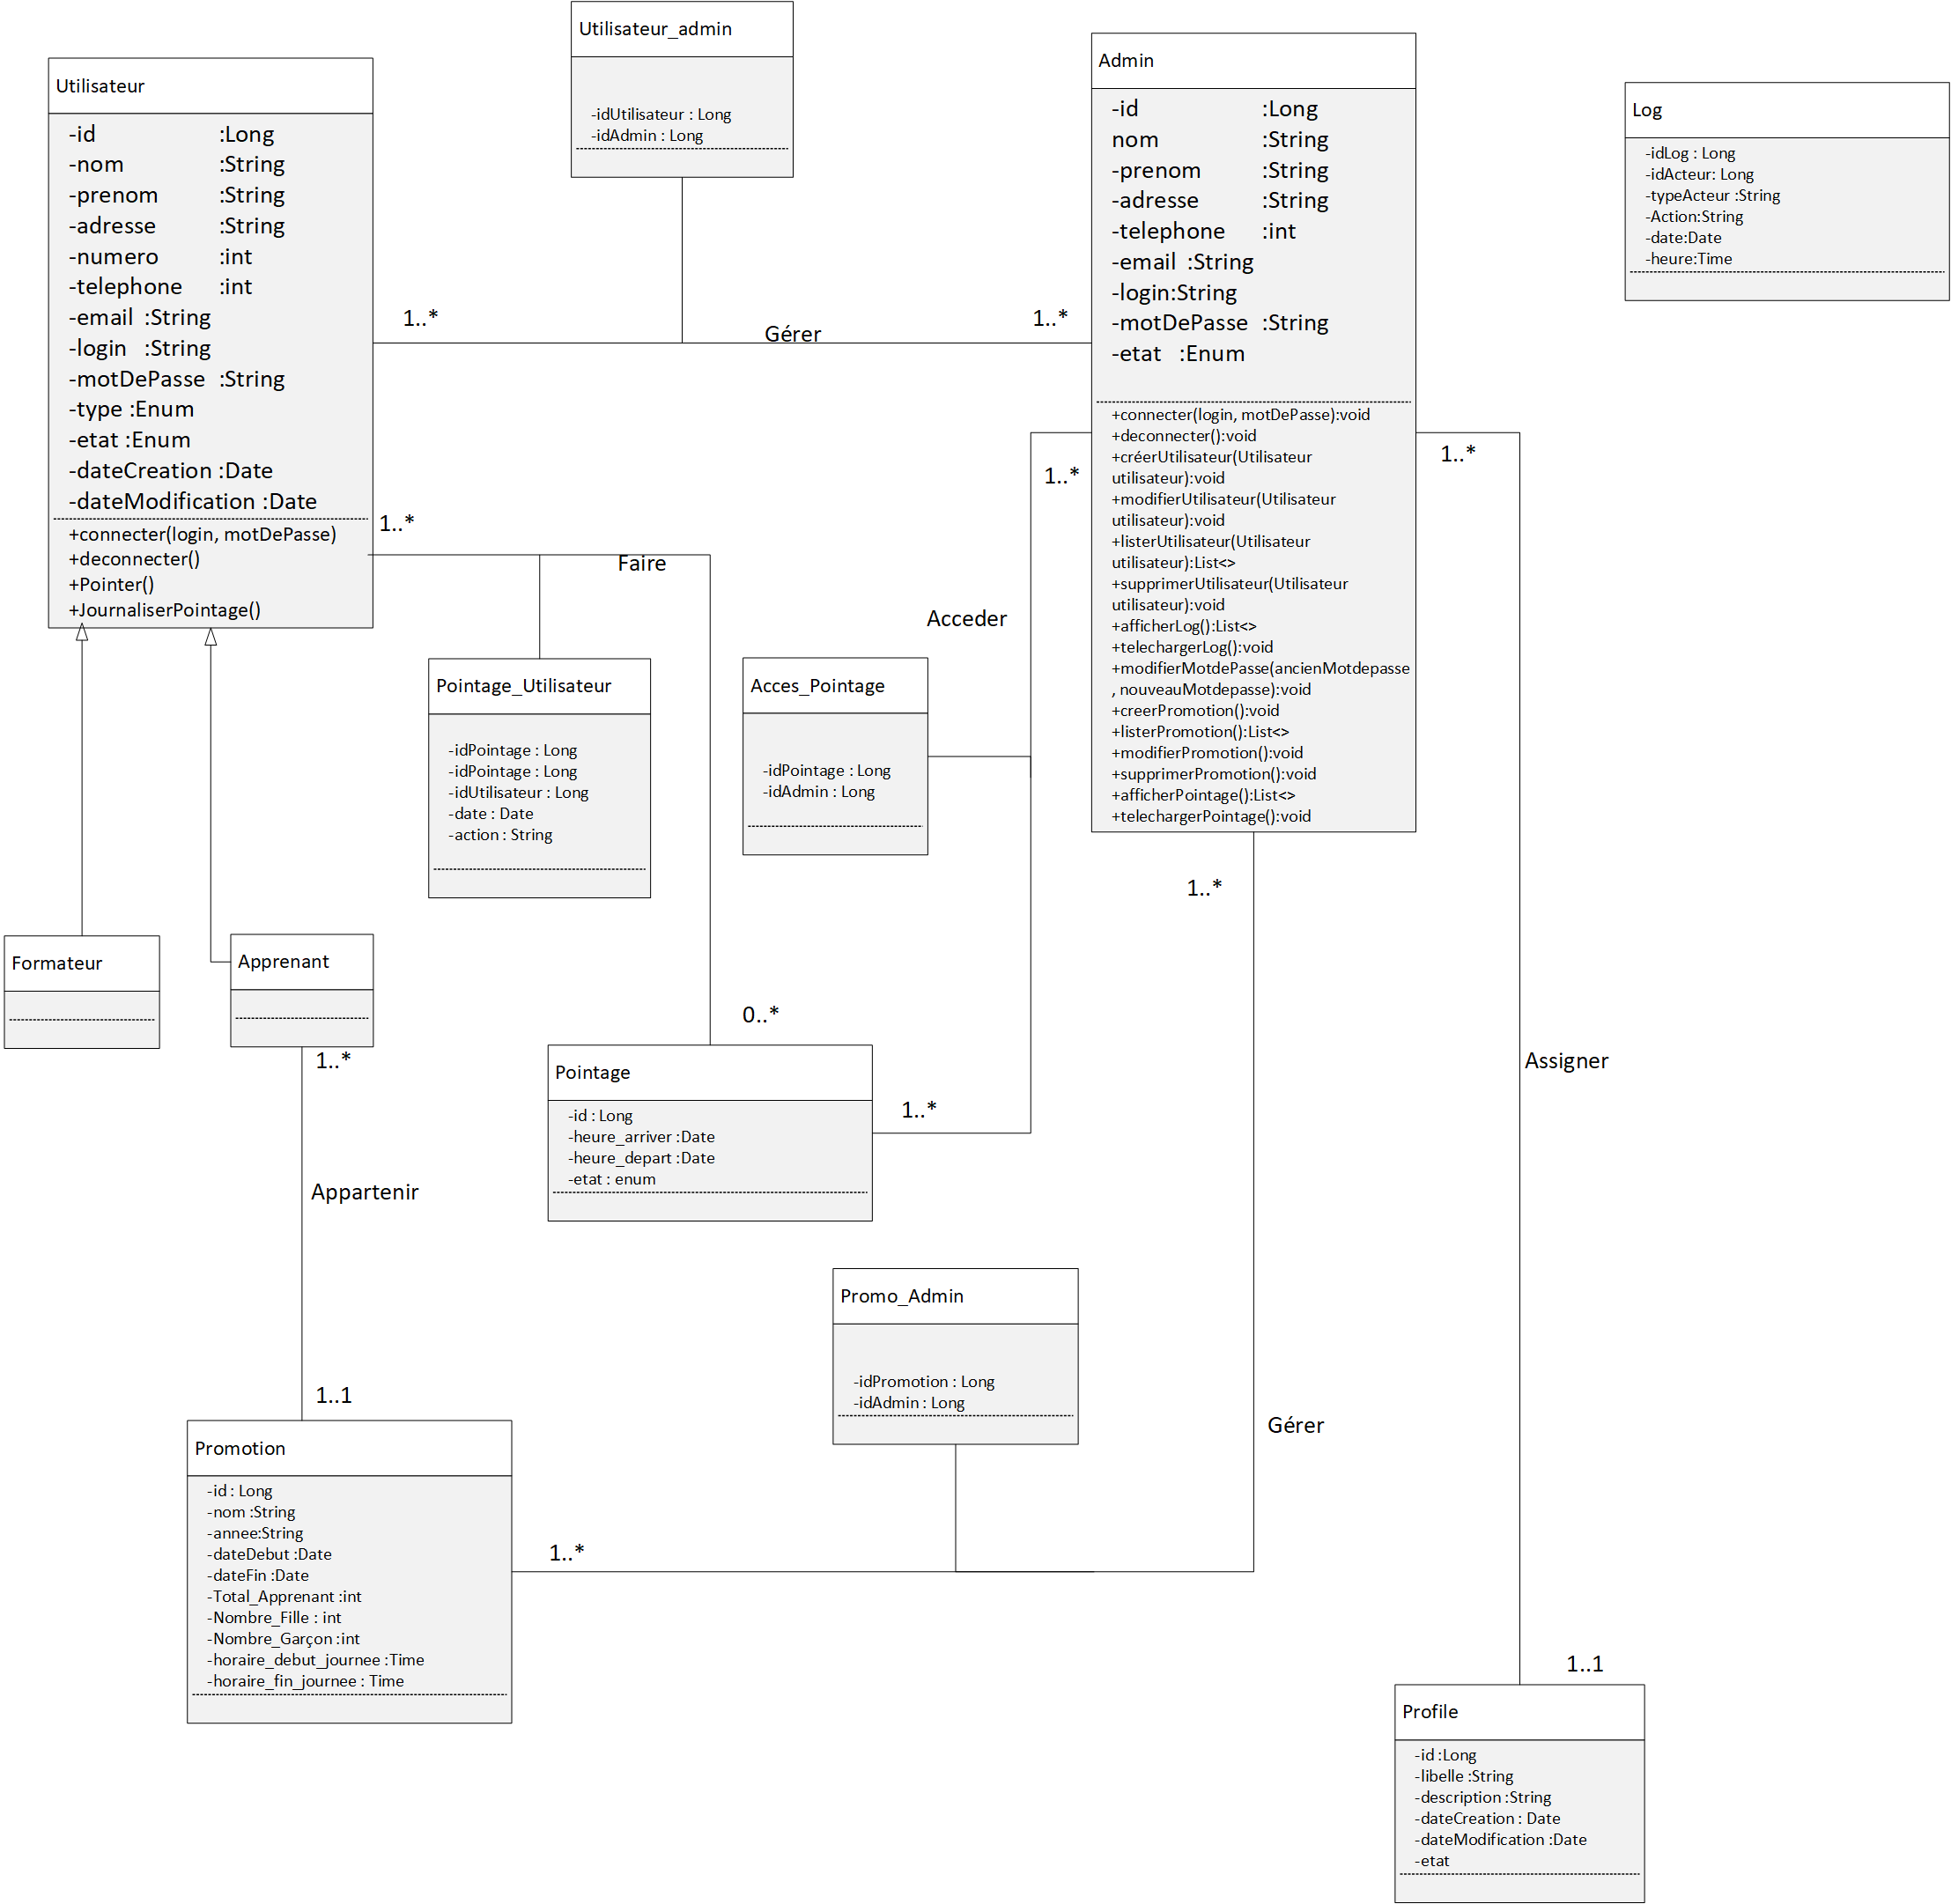 Utilisateur_admin
-idUtilisateur : Long
-idAdmin : Long
Utilisateur
-id :Long
-nom :String
-prenom :String
-adresse :String
-numero :int
-telephone :int
-email :String
-login :String
-motDePasse :String
-type :Enum
-etat :Enum
-dateCreation :Date
-dateModification :Date
+connecter(login, motDePasse)
+deconnecter()
+Pointer()
+JournaliserPointage()
Admin
-id :Long
nom :String
-prenom :String
-adresse :String
-telephone :int
-email :String
-login:String
-motDePasse :String
-etat :Enum
+connecter(login, motDePasse):void
+deconnecter():void
+créerUtilisateur(Utilisateur
utilisateur):void
+modifierUtilisateur(Utilisateur
utilisateur):void
+listerUtilisateur(Utilisateur
utilisateur):List<>
+supprimerUtilisateur(Utilisateur
utilisateur):void
+afficherLog():List<>
+telechargerLog():void
+modifierMotdePasse(ancienMotdepasse
, nouveauMotdepasse):void
+creerPromotion():void
+listerPromotion():List<>
+modifierPromotion():void
+supprimerPromotion():void
+afficherPointage():List<>
+telechargerPointage():void
Log
-idLog : Long
-idActeur: Long
-typeActeur :String
-Action:String
-date:Date
-heure:Time
1..*
Gérer
1..*
1..*
Faire
1..*
Acceder
1..*
Pointage_Utilisateur
-idPointage : Long
-idPointage : Long
-idUtilisateur : Long
-date : Date
-action : String
Acces_Pointage
-idPointage : Long
-idAdmin : Long
1..*
Formateur
Apprenant
1..*
0..*
Pointage
-id : Long
-heure_arriver :Date
-heure_depart :Date
-etat : enum
1..*
Assigner
Appartenir
1..1
Promo_Admin
-idPromotion : Long
-idAdmin : Long
Gérer
Promotion
-id : Long
-nom :String
-annee:String
-dateDebut :Date
-dateFin :Date
-Total_Apprenant :int
-Nombre_Fille : int
-Nombre_Garçon :int
-horaire_debut_journee :Time
-horaire_fin_journee : Time
1..*
1..1
Profile
-id :Long
-libelle :String
-description :String
-dateCreation : Date
-dateModification :Date
-etat